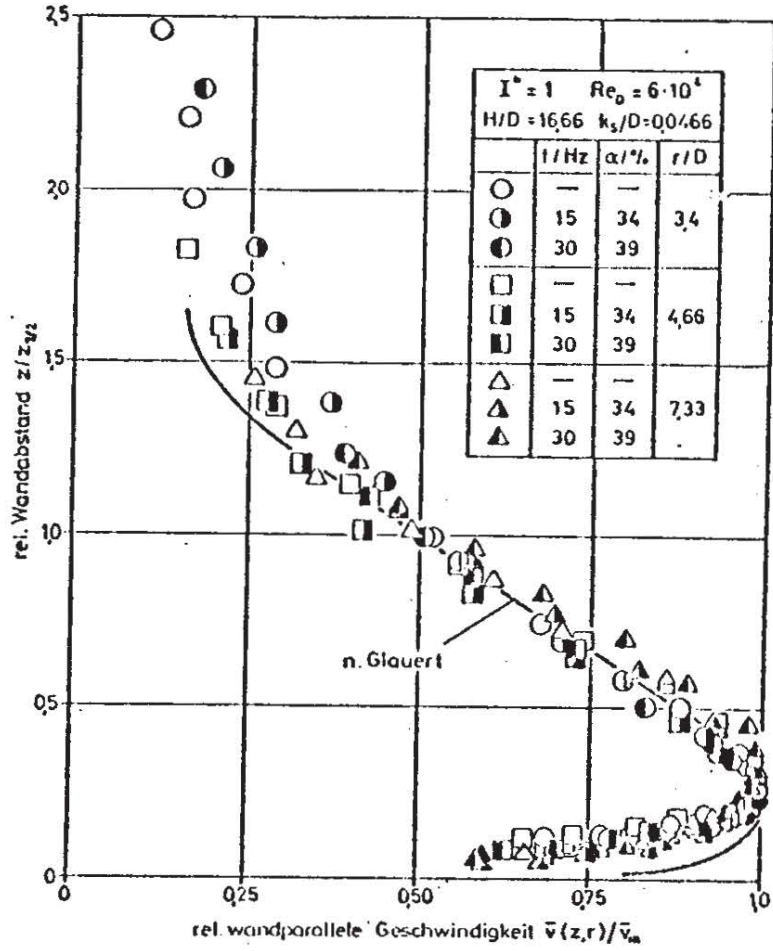 2,5
2,0
1,5
1,0
0,5
0
rel. Wandabstand z/z₁/₂
I* = 1 Re_D = 6·10⁴
H/D = 16,66 k_s/D = 0,0466
f/Hz α/% r/D
— —
15 34 3,4
30 39
— —
15 34 4,66
30 39
— —
15 34 7,33
30 39
n. Glauert
0 0,25 0,50 0,75 1,0
rel. wandparallele Geschwindigkeit v̄(z,r)/v̄ₘ